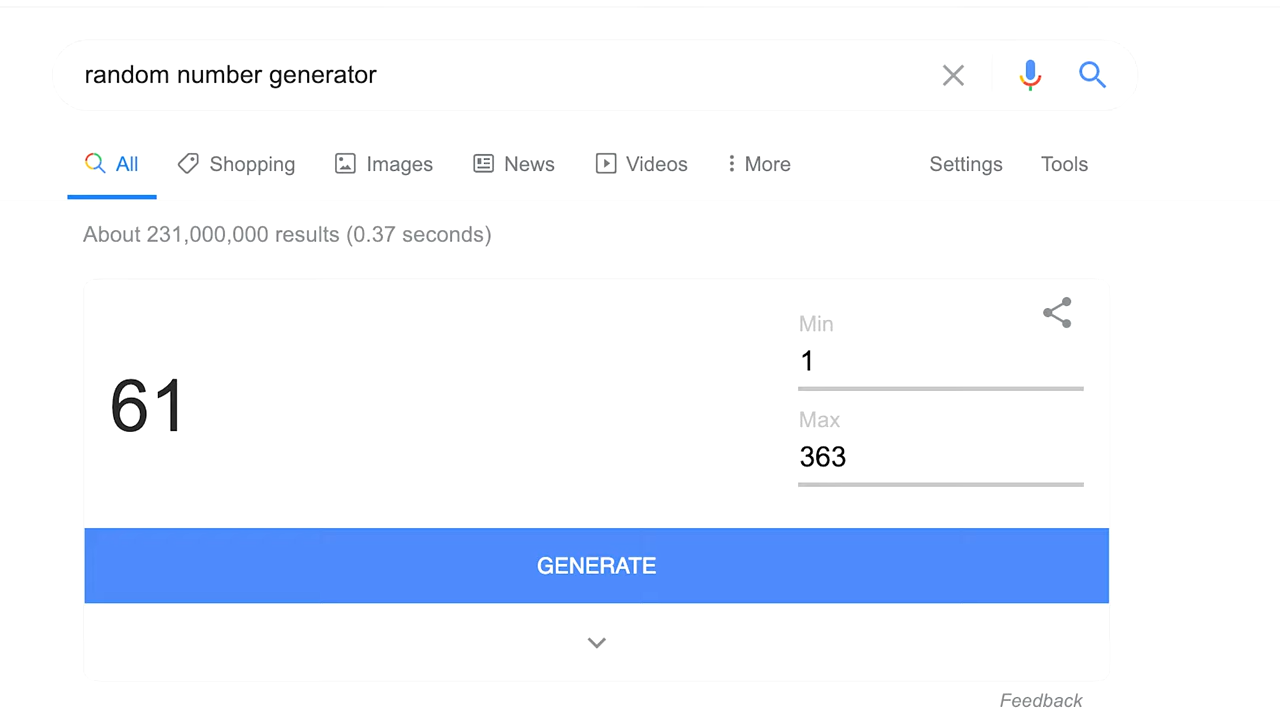 random number generator
All Shopping Images News Videos More Settings Tools
About 231,000,000 results (0.37 seconds)
Min
1
61
Max
363
GENERATE
Feedback